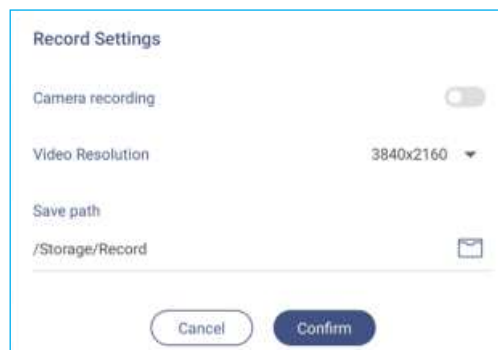 Record Settings
Camera recording
Video Resolution 3840x2160
Save path
/Storage/Record
Cancel Confirm